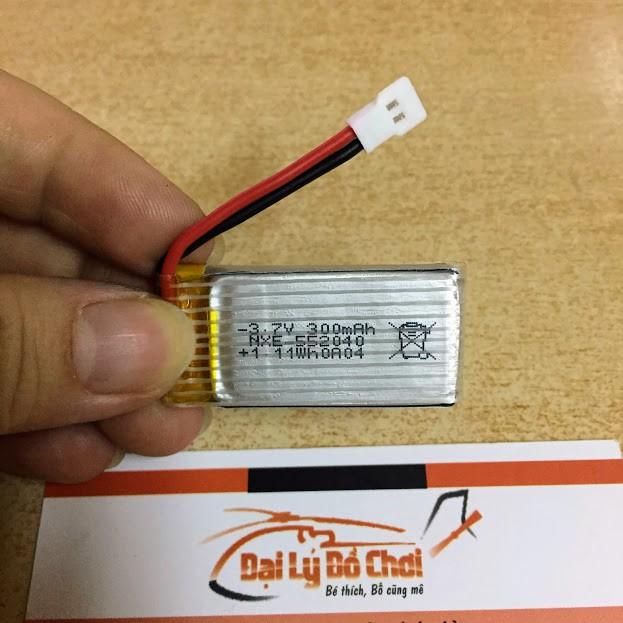 -3.7V 300mAh
NXE 552040
+1 11Wh0A04
Đại Lý Đồ Chơi
Bé thích, Bố cũng mê